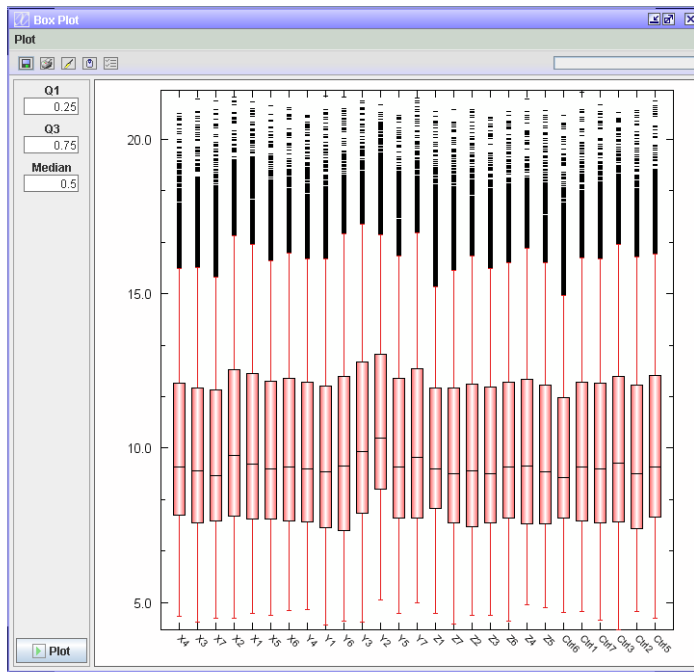 Box Plot
Plot
Q1
0.25
Q3
0.75
Median
0.5
Plot
20.0
15.0
10.0
5.0
X4 X3 X7 X2 X1 X5 X6 Y4 Y1 Y6 Y3 Y2 Y5 Y7 Z1 Z7 Z2 Z3 Z6 Z4 Z5 Ctrl6 Ctrl1 Ctrl7 Ctrl3 Ctrl2 Ctrl5